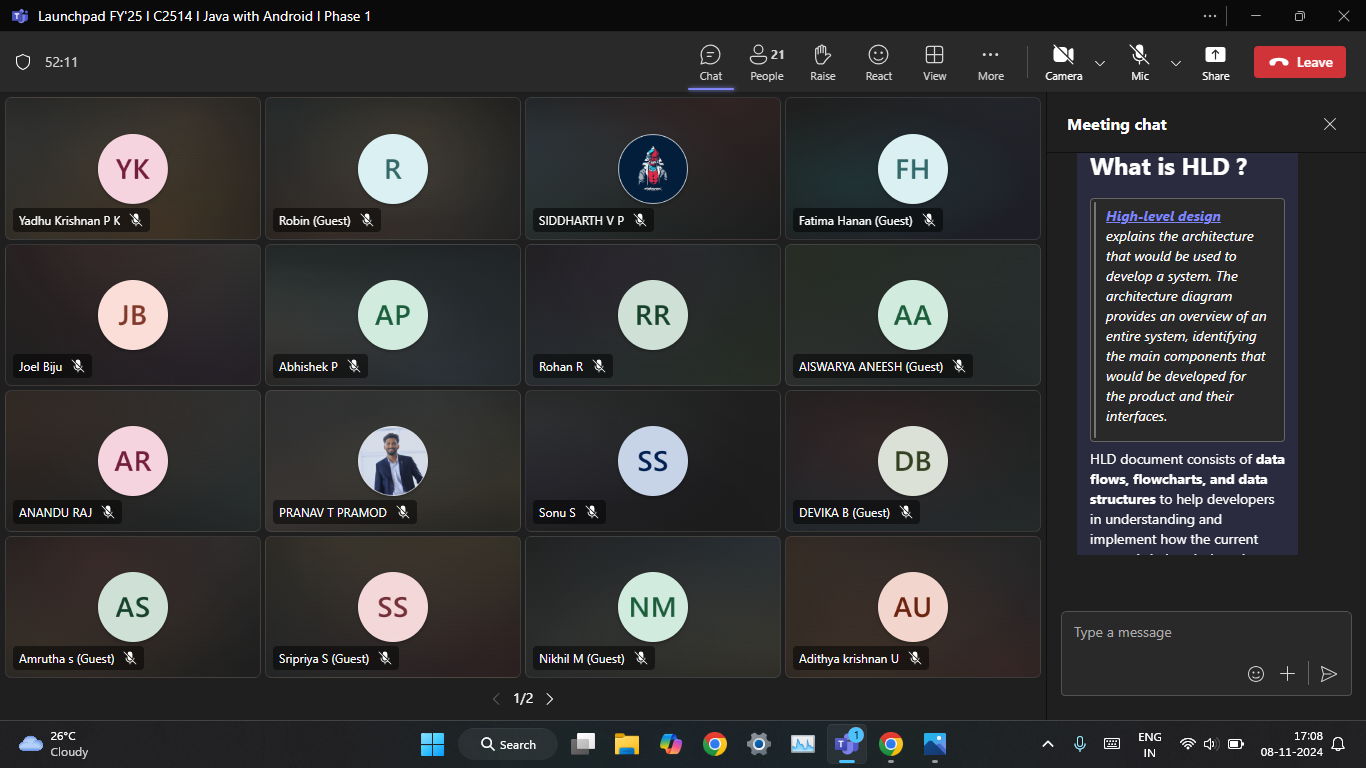 Launchpad FY'25 I C2514 I Java with Android I Phase 1
52:11
Chat
People 21
Raise
React
View
More
Camera
Mic
Share
Leave
YK
Yadhu Krishnan P K
R
Robin (Guest)
SIDDHARTH V P
FH
Fatima Hanan (Guest)
JB
Joel Biju
AP
Abhishek P
RR
Rohan R
AA
AISWARYA ANEESH (Guest)
AR
ANANDU RAJ
PRANAV T PRAMOD
SS
Sonu S
DB
DEVIKA B (Guest)
AS
Amrutha s (Guest)
SS
Sripriya S (Guest)
NM
Nikhil M (Guest)
AU
Adithya krishnan U
1/2
Meeting chat
What is HLD ?
High-level design
explains the architecture
that would be used to
develop a system. The
architecture diagram
provides an overview of an
entire system, identifying
the main components that
would be developed for
the product and their
interfaces.
HLD document consists of data
flows, flowcharts, and data
structures to help developers
in understanding and
implement how the current
Type a message
26°C
Cloudy
Search
1
ENG
IN
17:08
08-11-2024